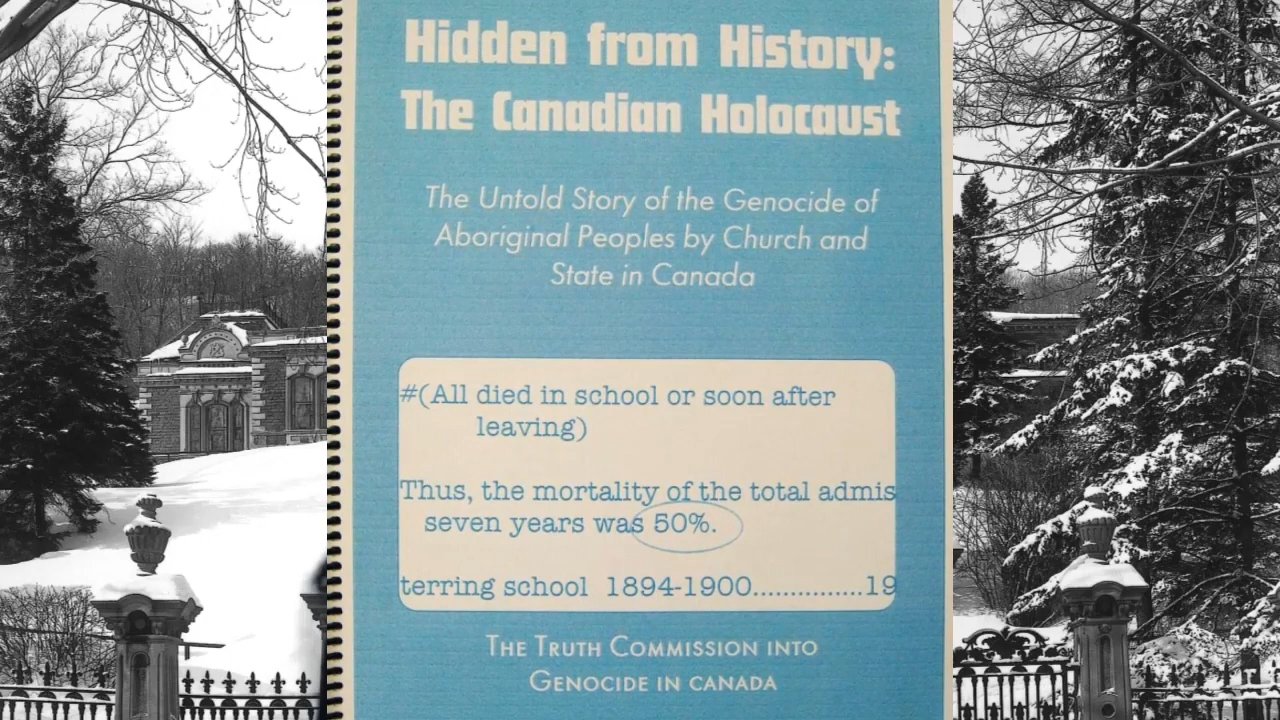 Hidden from History:
The Canadian Holocaust
The Untold Story of the Genocide of
Aboriginal Peoples by Church and
State in Canada
#(All died in school or soon after
leaving)
Thus, the mortality of the total admis
seven years was 50%.
terring school 1894-1900...............19
THE TRUTH COMMISSION INTO
GENOCIDE IN CANADA